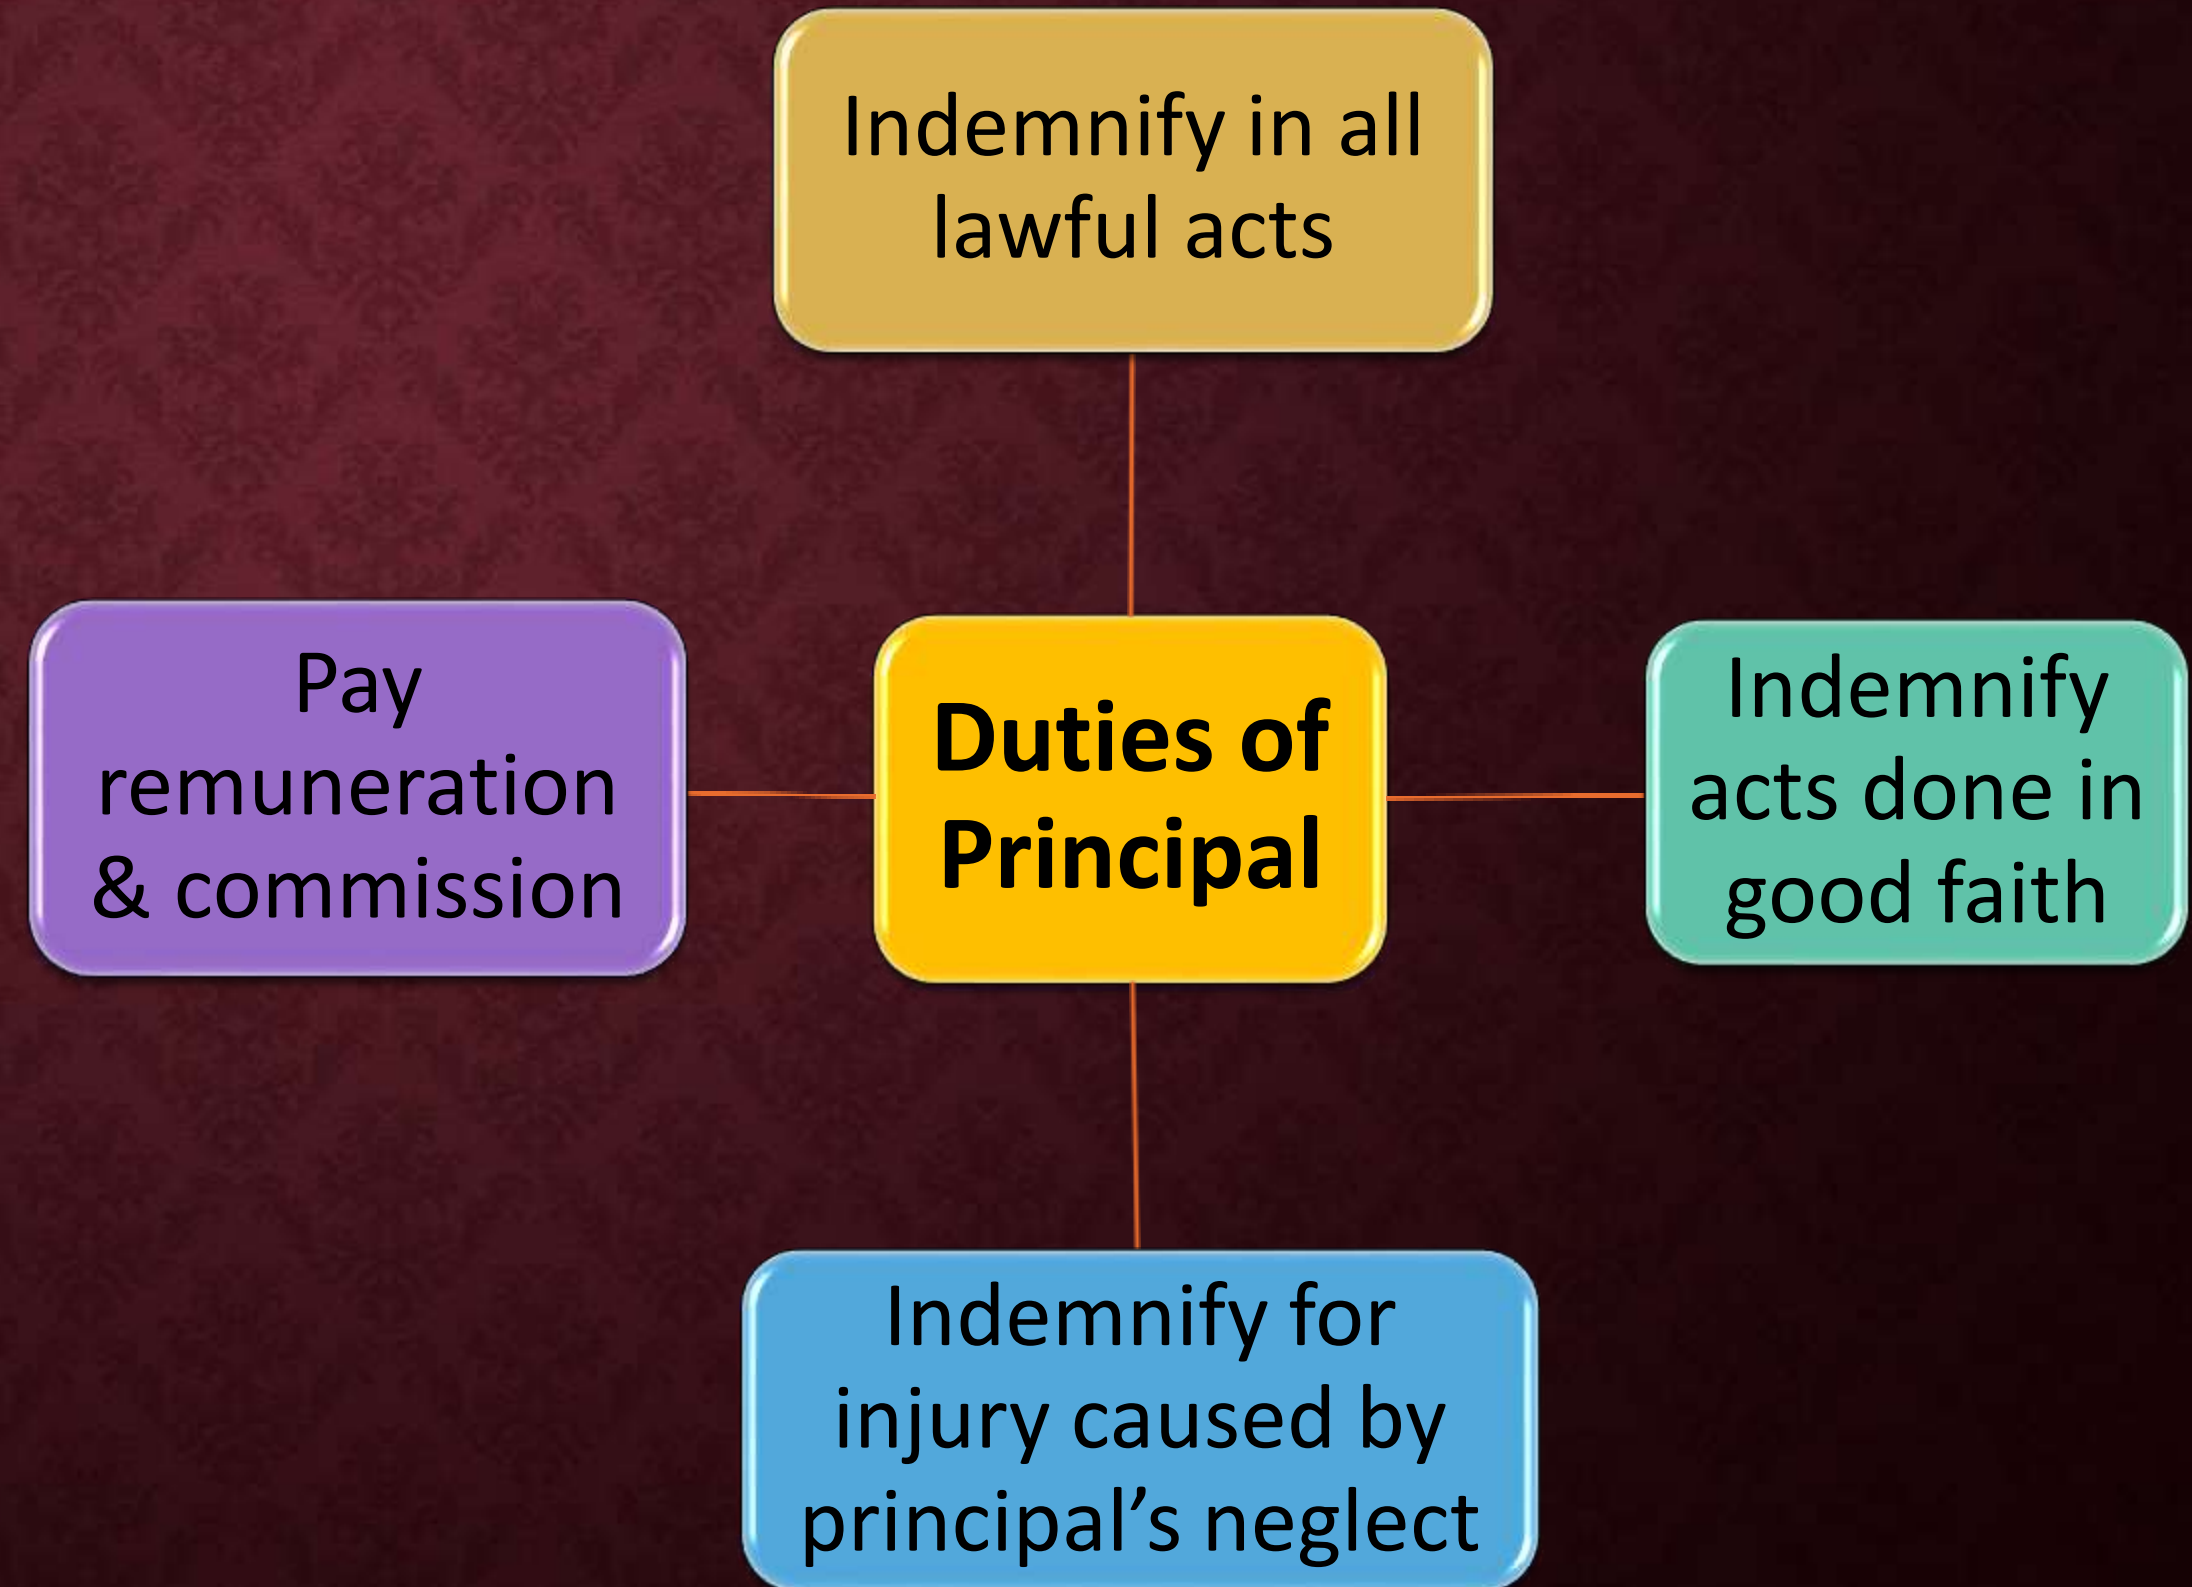 Indemnify in all
lawful acts
Pay
remuneration
& commission
Duties of
Principal
Indemnify
acts done in
good faith
Indemnify for
injury caused by
principal’s neglect